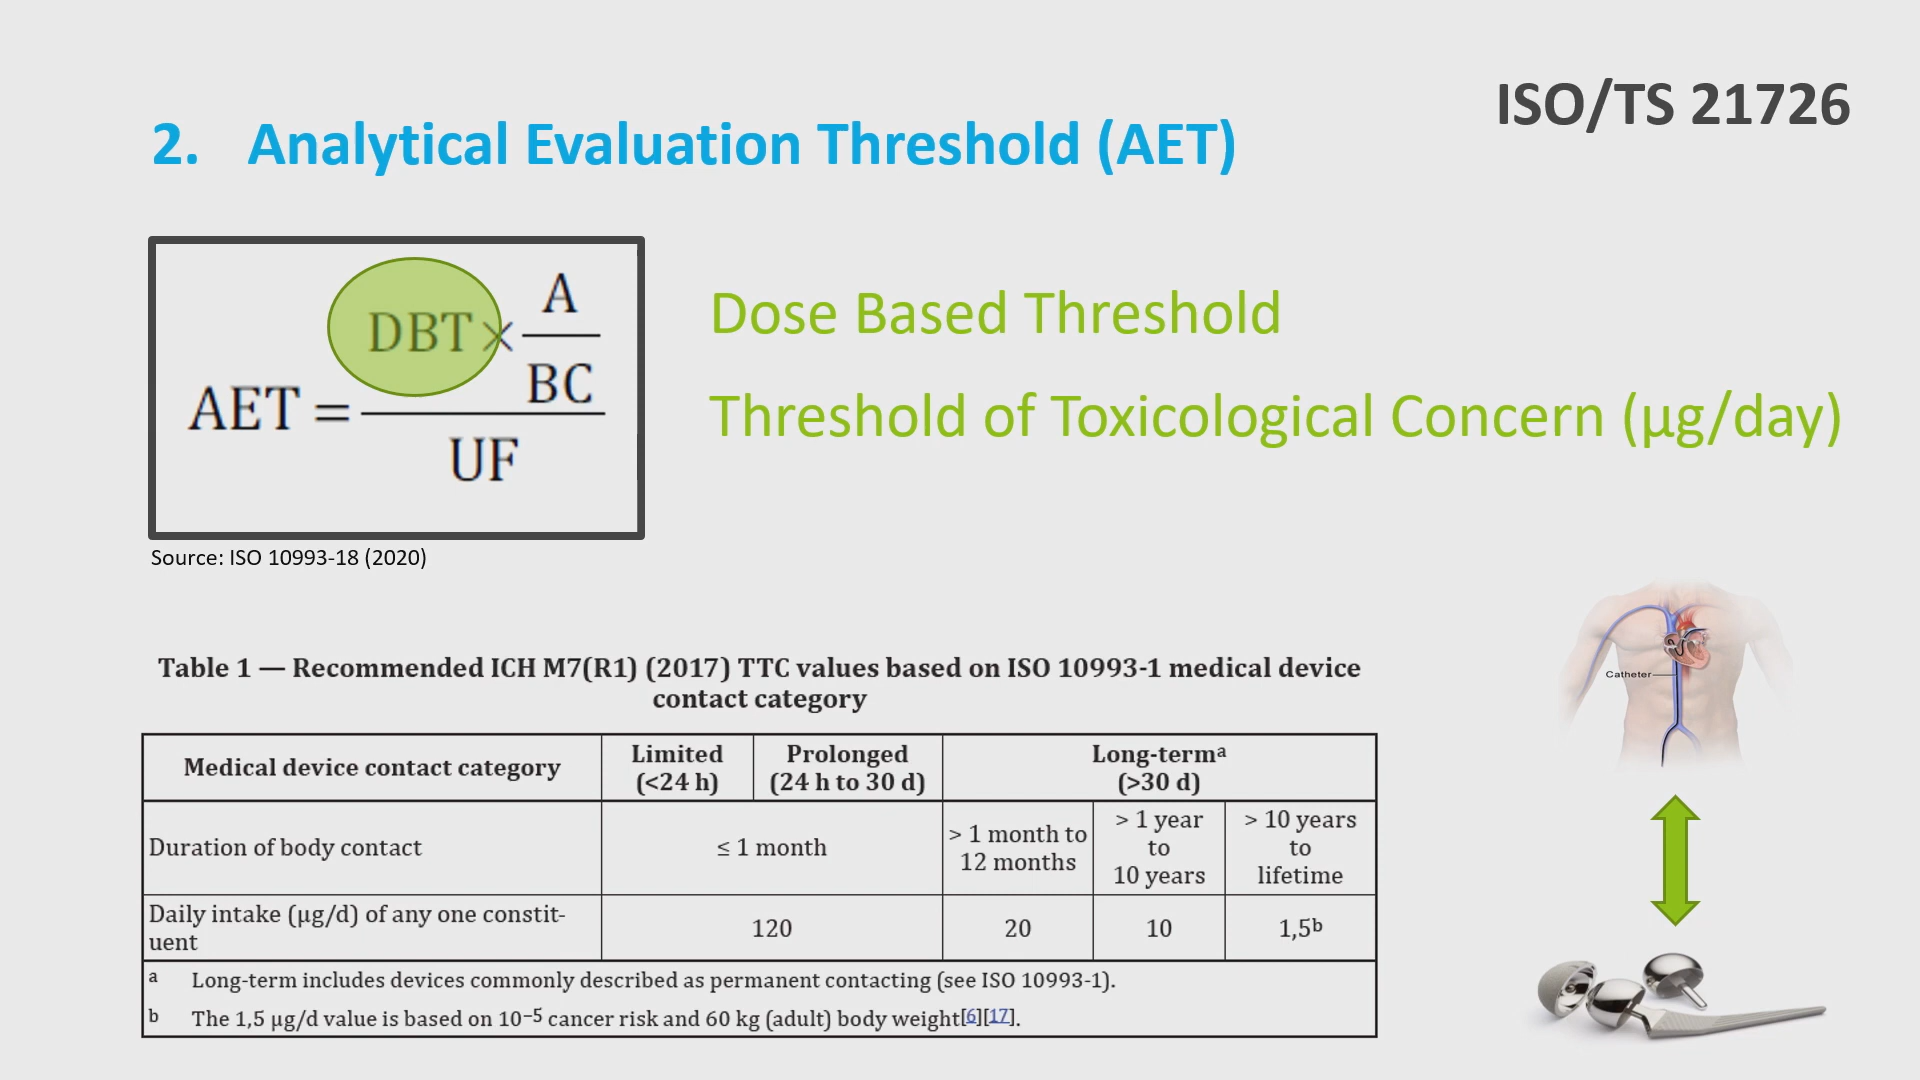 ISO/TS 21726
2. Analytical Evaluation Threshold (AET)
AET = DBT × A / BC / UF
Dose Based Threshold
Threshold of Toxicological Concern (µg/day)
Source: ISO 10993-18 (2020)
Catheter
Table 1 — Recommended ICH M7(R1) (2017) TTC values based on ISO 10993-1 medical device
contact category
Medical device contact category
Limited
(<24 h)
Prolonged
(24 h to 30 d)
Long-termᵃ
(>30 d)
Duration of body contact
≤ 1 month
> 1 month to
12 months
> 1 year
to
10 years
> 10 years
to
lifetime
Daily intake (µg/d) of any one constit-
uent
120
20
10
1,5ᵇ
a Long-term includes devices commonly described as permanent contacting (see ISO 10993-1).
b The 1,5 µg/d value is based on 10⁻⁵ cancer risk and 60 kg (adult) body weight[6][17].